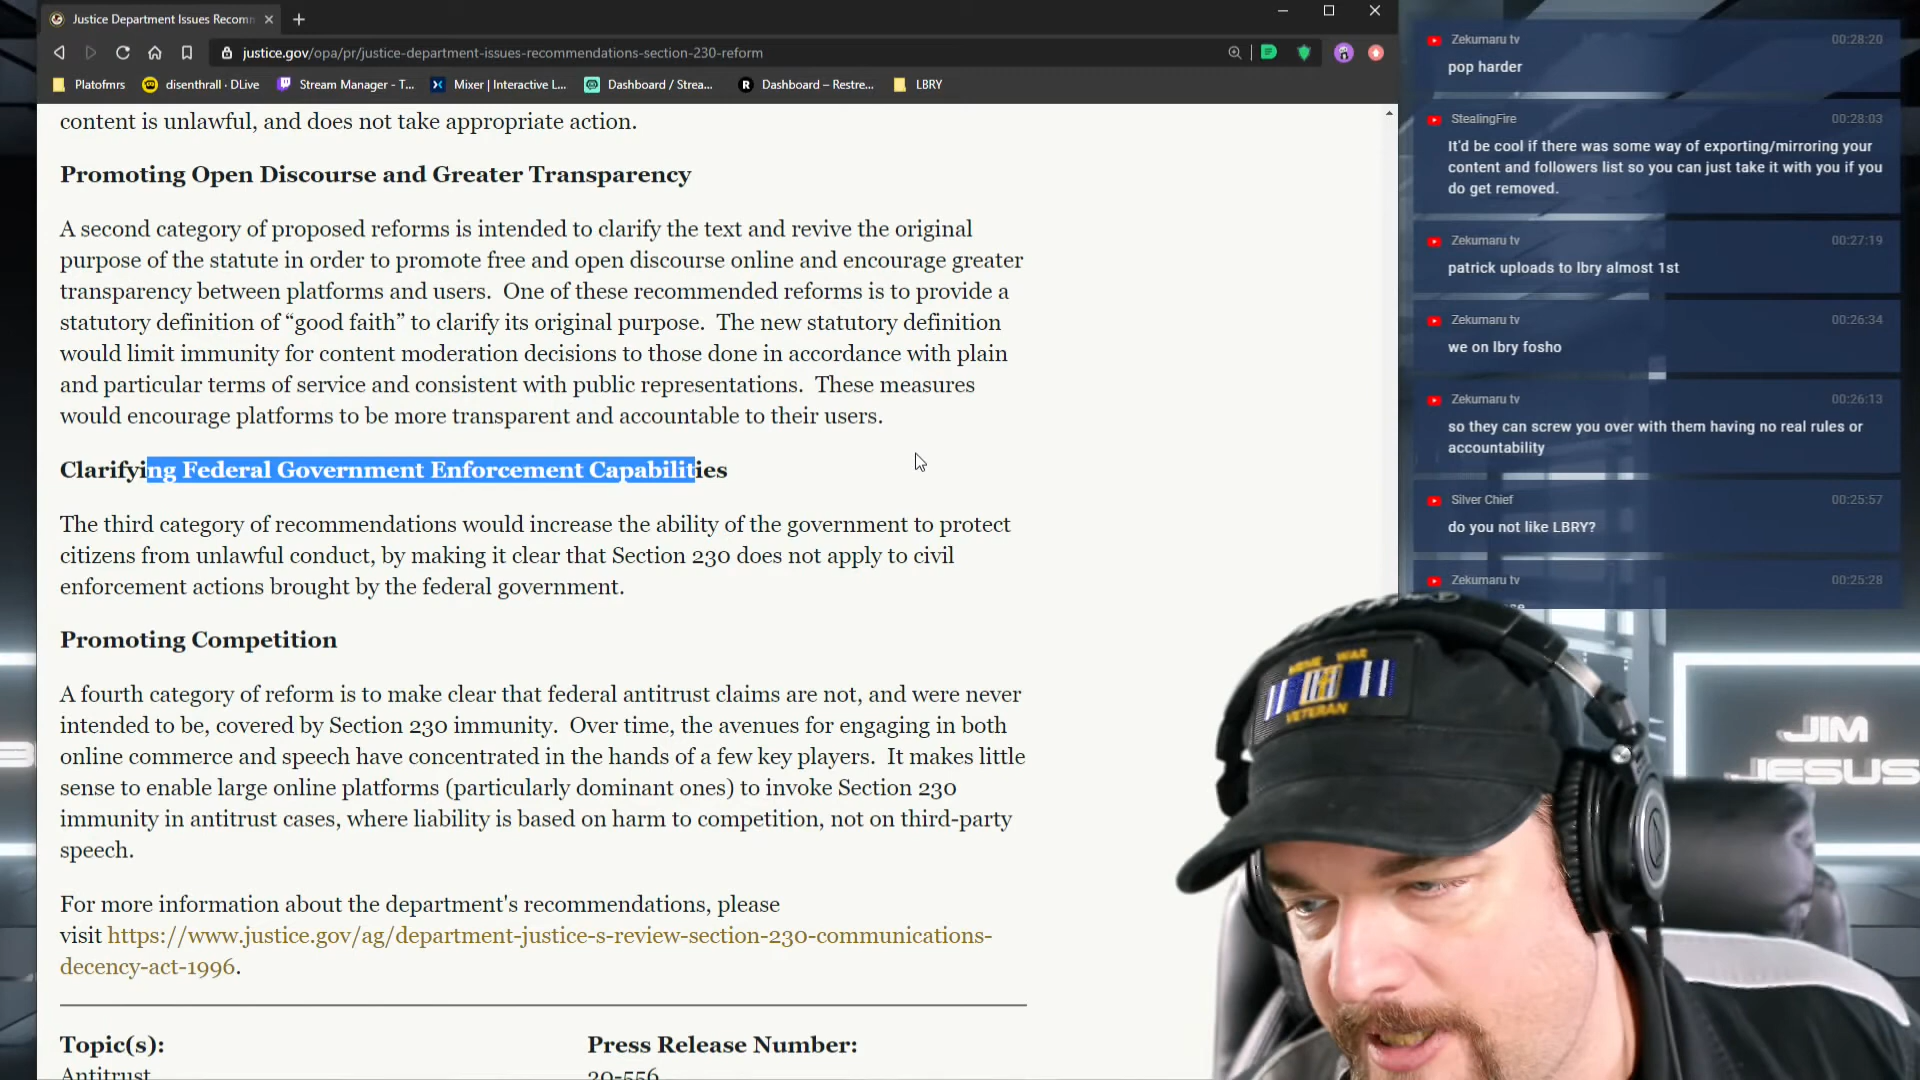 Justice Department Issues Recomm
justice.gov/opa/pr/justice-department-issues-recommendations-section-230-reform
Platofmrs
disenthrall · DLive
Stream Manager - T...
Mixer | Interactive L...
Dashboard / Strea...
Dashboard – Restre...
LBRY
content is unlawful, and does not take appropriate action.
Promoting Open Discourse and Greater Transparency
A second category of proposed reforms is intended to clarify the text and revive the original
purpose of the statute in order to promote free and open discourse online and encourage greater
transparency between platforms and users.  One of these recommended reforms is to provide a
statutory definition of “good faith” to clarify its original purpose.  The new statutory definition
would limit immunity for content moderation decisions to those done in accordance with plain
and particular terms of service and consistent with public representations.  These measures
would encourage platforms to be more transparent and accountable to their users.
Clarifying Federal Government Enforcement Capabilities
The third category of recommendations would increase the ability of the government to protect
citizens from unlawful conduct, by making it clear that Section 230 does not apply to civil
enforcement actions brought by the federal government.
Promoting Competition
A fourth category of reform is to make clear that federal antitrust claims are not, and were never
intended to be, covered by Section 230 immunity.  Over time, the avenues for engaging in both
online commerce and speech have concentrated in the hands of a few key players.  It makes little
sense to enable large online platforms (particularly dominant ones) to invoke Section 230
immunity in antitrust cases, where liability is based on harm to competition, not on third-party
speech.
For more information about the department's recommendations, please
visit https://www.justice.gov/ag/department-justice-s-review-section-230-communications-
decency-act-1996.
Topic(s):
Antitrust
Press Release Number:
20-556
Zekumaru tv 00:28:20
pop harder
StealingFire 00:28:03
It'd be cool if there was some way of exporting/mirroring your
content and followers list so you can just take it with you if you
do get removed.
Zekumaru tv 00:27:19
patrick uploads to lbry almost 1st
Zekumaru tv 00:26:34
we on lbry fosho
Zekumaru tv 00:26:13
so they can screw you over with them having no real rules or
accountability
Silver Chief 00:25:57
do you not like LBRY?
Zekumaru tv 00:25:28
MEME WAR
VETERAN
JIM
JESUS